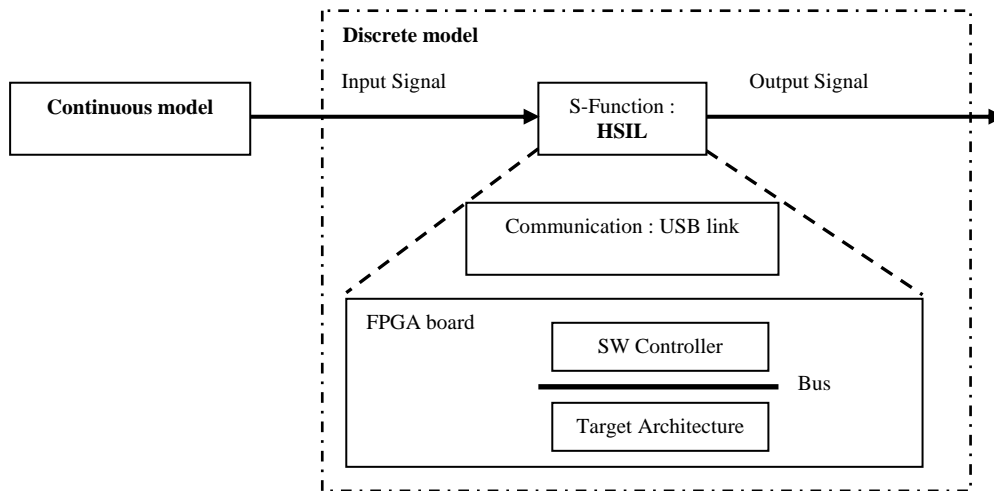 Discrete model
Input Signal
Output Signal
Continuous model
S-Function :
HSIL
Communication : USB link
FPGA board
SW Controller
Bus
Target Architecture